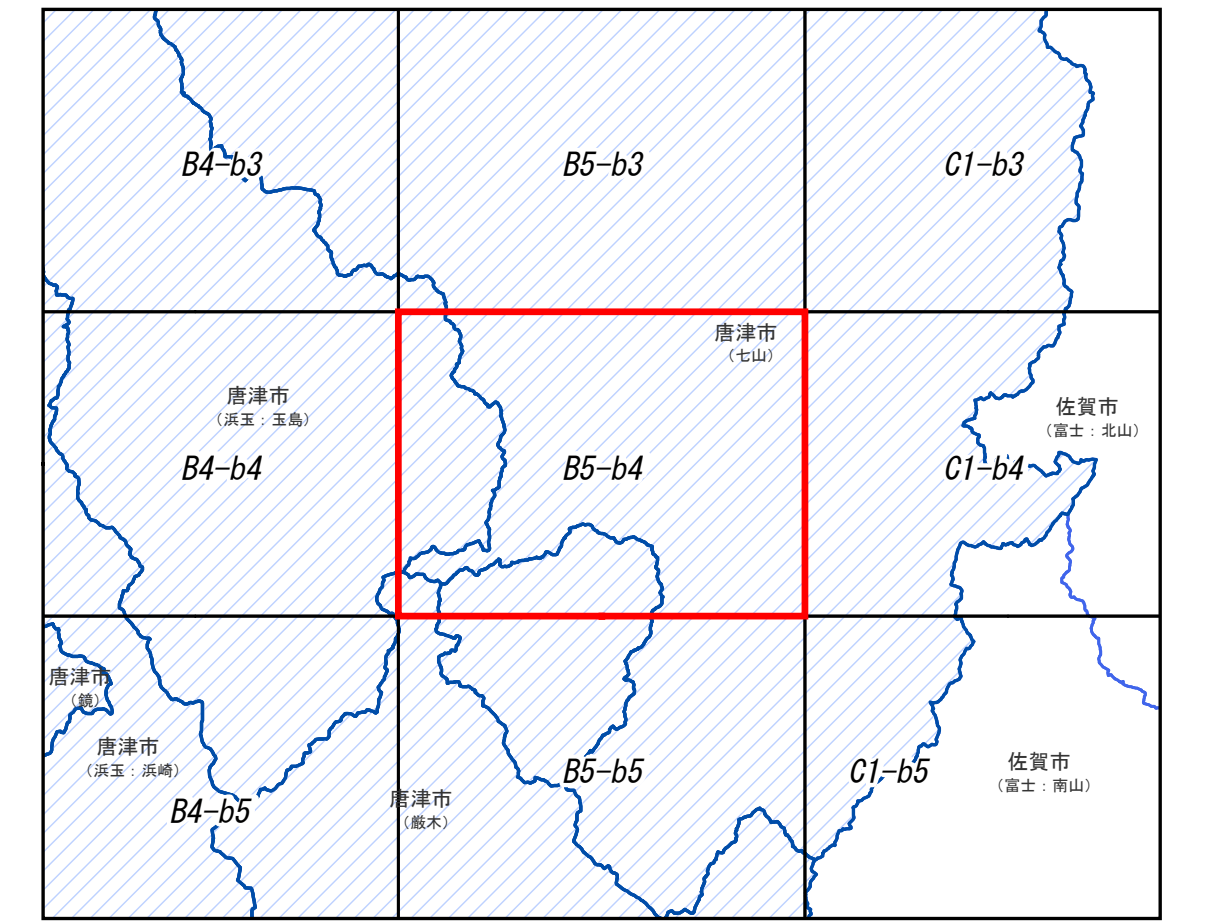 B4-b3
B5-b3
C1-b3
唐津市
（七山）
唐津市
（浜玉：玉島）
佐賀市
（富士：北山）
B4-b4
B5-b4
C1-b4
唐津市
（鏡）
唐津市
（浜玉：浜崎）
B4-b5
唐津市
（厳木）
B5-b5
C1-b5
佐賀市
（富士：南山）